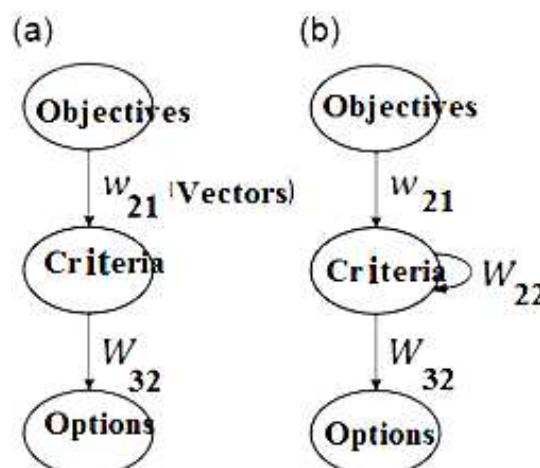 (a)
Objectives
w21 (Vectors)
Criteria
W32
Options
(b)
Objectives
w21
Criteria
W22
W32
Options